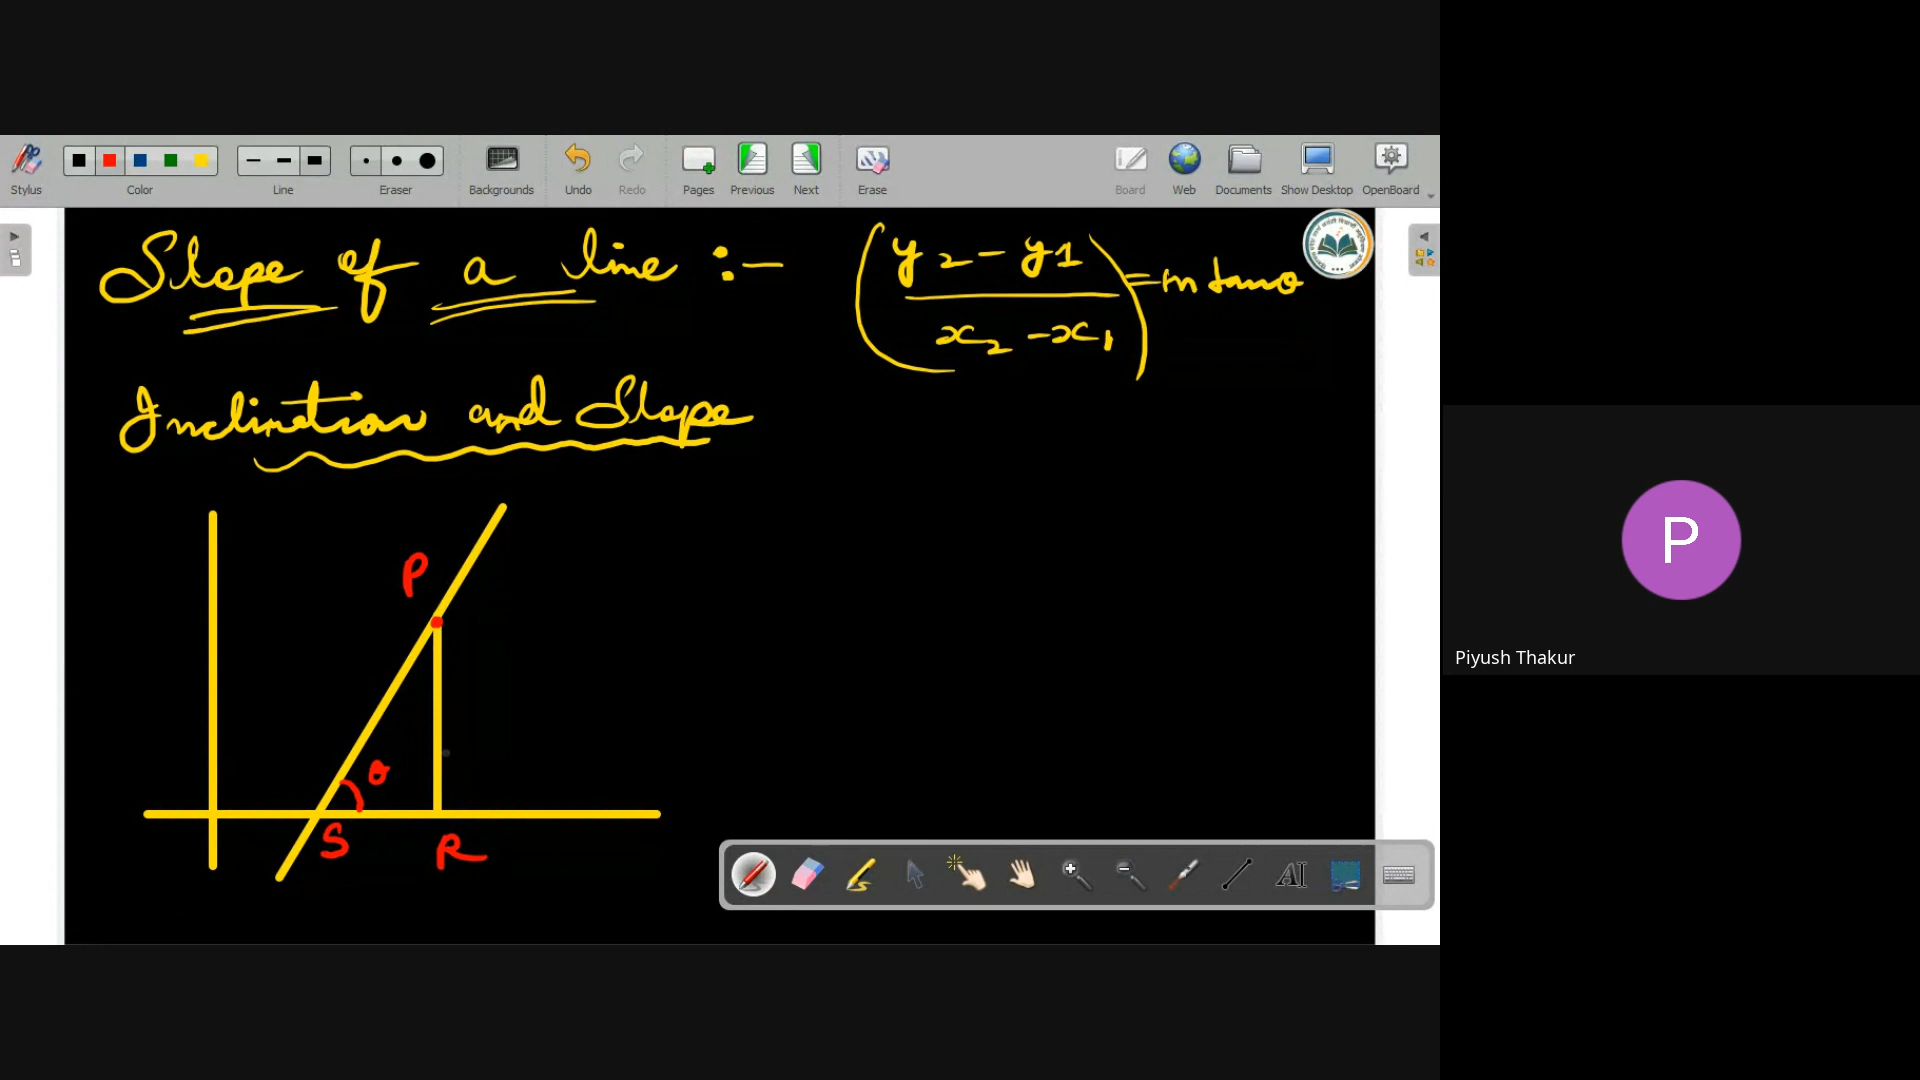 Stylus Color Line Eraser Backgrounds Undo Redo Pages Previous Next Erase Board Web Documents Show Desktop OpenBoard
Slope of a line :- (y2 - y1 / x2 - x1) = m tanθ
Inclination and Slope
P
θ
S R
AI
P
Piyush Thakur